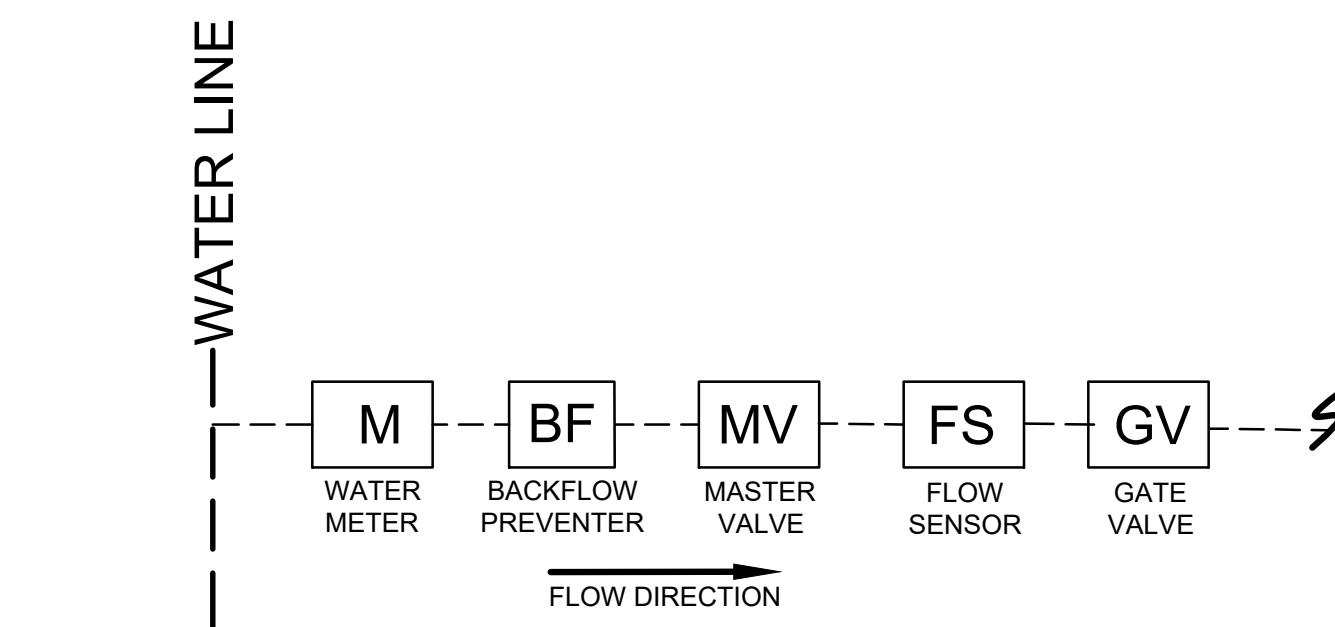 WATER LINE
M
BF
MV
FS
GV
WATER
METER
BACKFLOW
PREVENTER
MASTER
VALVE
FLOW
SENSOR
GATE
VALVE
FLOW DIRECTION